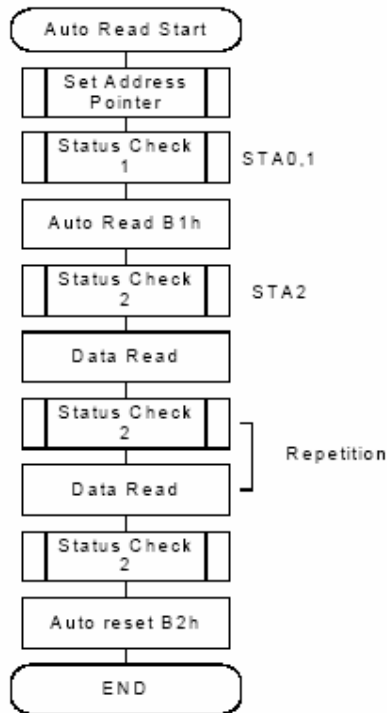 Auto Read Start
Set Address
Pointer
Status Check
1
STA0,1
Auto Read B1h
Status Check
2
STA2
Data Read
Status Check
2
Repetition
Data Read
Status Check
2
Auto reset B2h
END